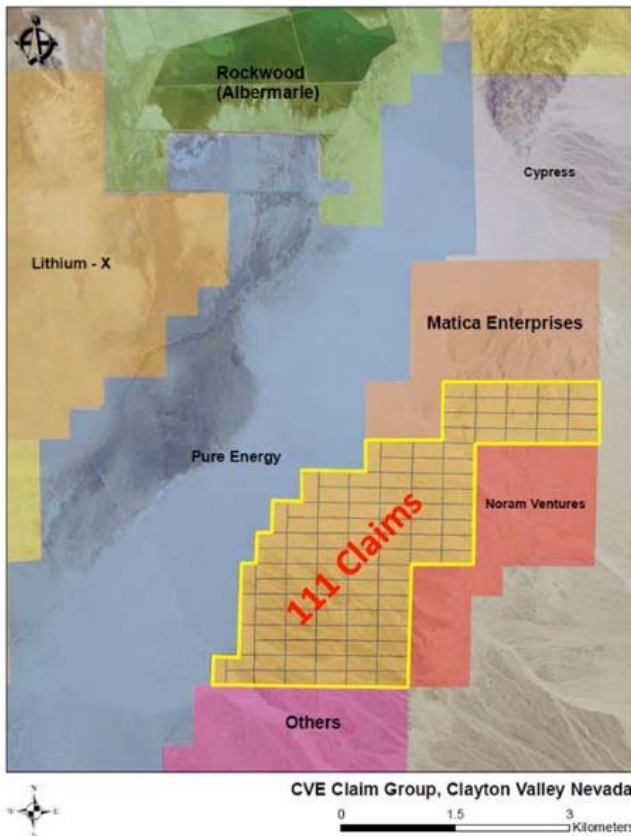 Rockwood
(Albermarle)
Cypress
Lithium - X
Matica Enterprises
Pure Energy
Noram Ventures
111 Claims
Others
CVE Claim Group, Clayton Valley Nevada
N
W E
S
0 1.5 3
Kilometers